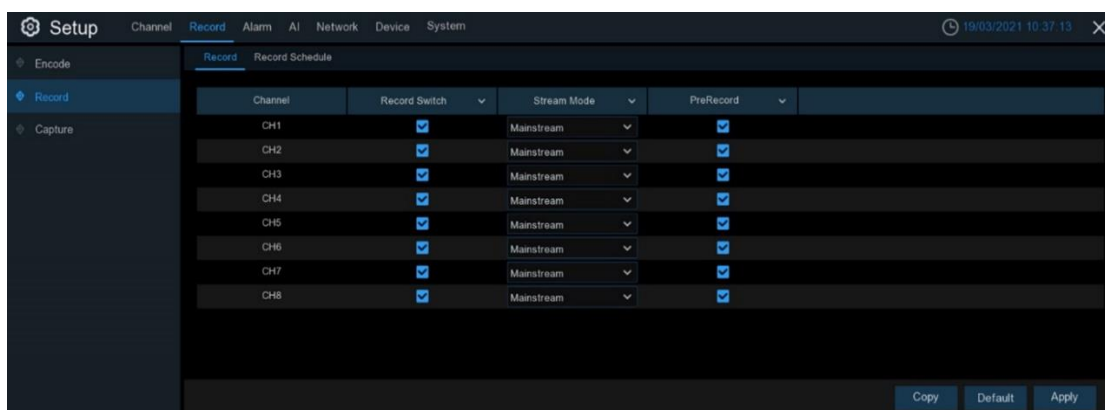 Setup Channel Record Alarm AI Network Device System 19/03/2021 10:37:13
Encode
Record
Capture
Record Record Schedule
Channel Record Switch Stream Mode PreRecord
CH1 Mainstream
CH2 Mainstream
CH3 Mainstream
CH4 Mainstream
CH5 Mainstream
CH6 Mainstream
CH7 Mainstream
CH8 Mainstream
Copy Default Apply